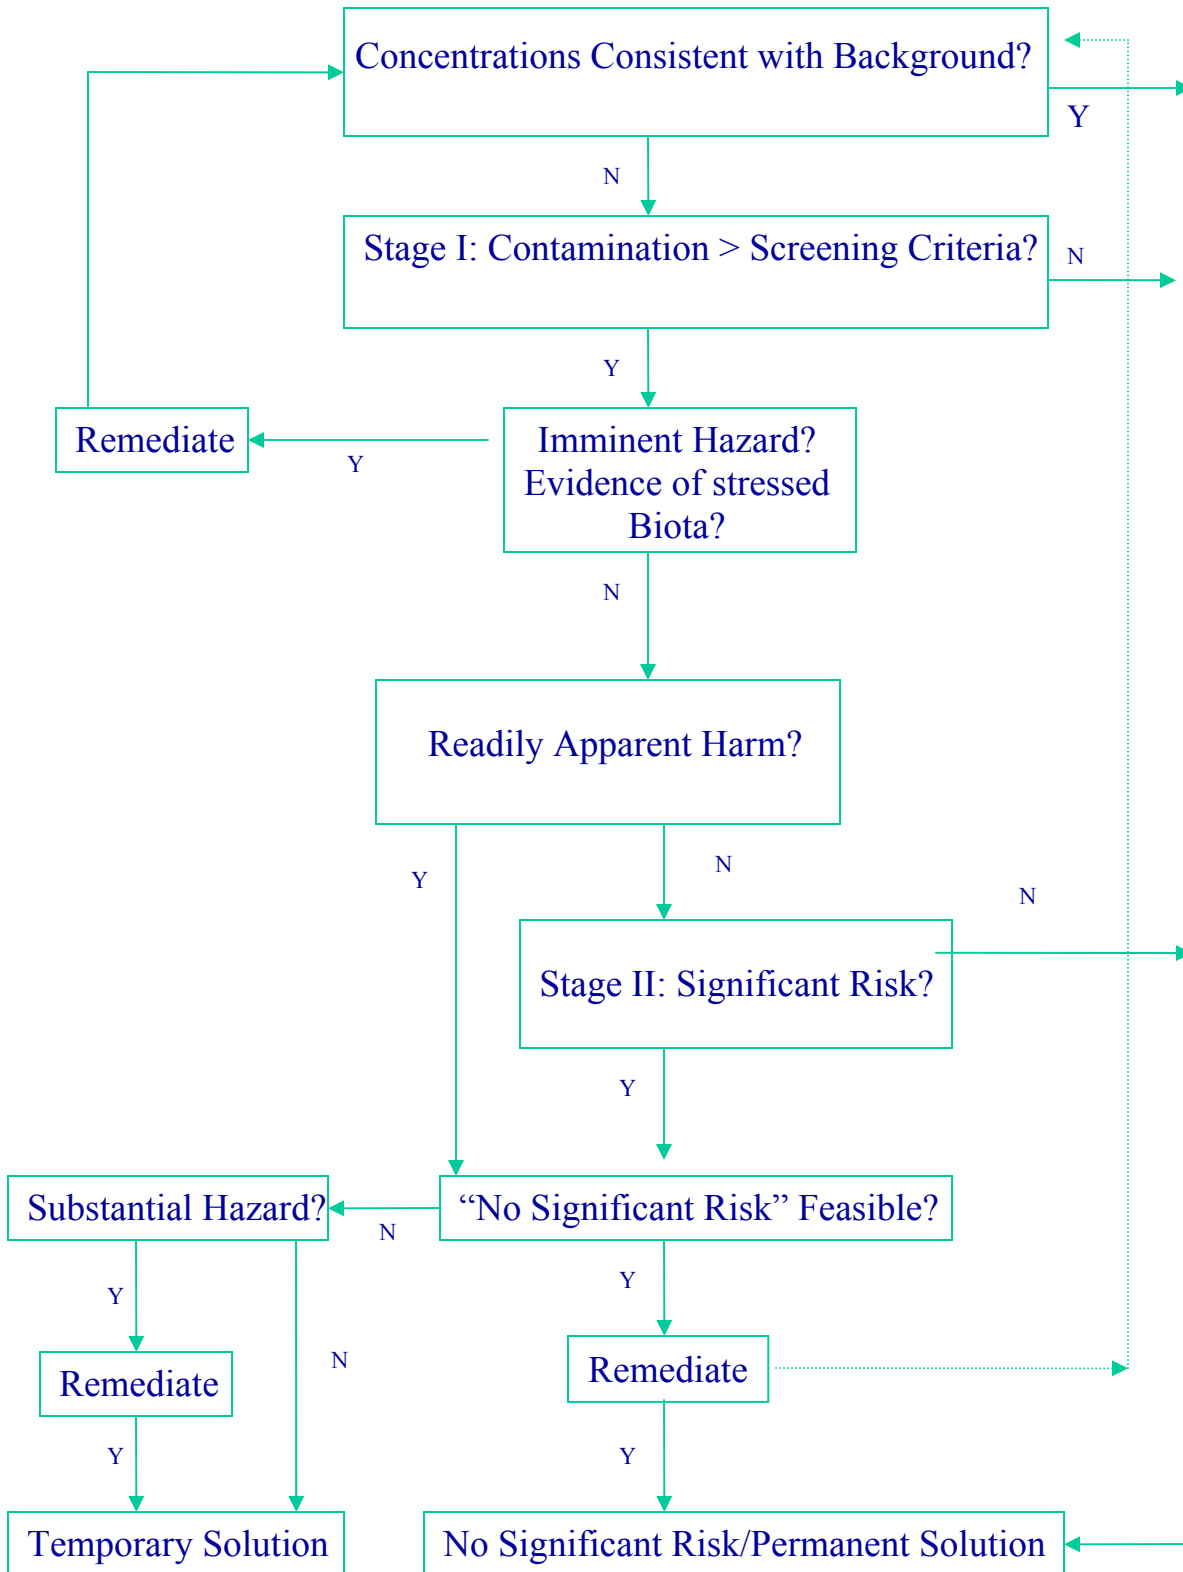 Concentrations Consistent with Background?
Y
N
Stage I: Contamination > Screening Criteria?
N
Y
Remediate
Y
Imminent Hazard?
Evidence of stressed
Biota?
N
Readily Apparent Harm?
Y
N
N
Stage II: Significant Risk?
Y
Substantial Hazard?
N
“No Significant Risk” Feasible?
Y
Y
Remediate
N
Remediate
Y
Y
Temporary Solution
No Significant Risk/Permanent Solution